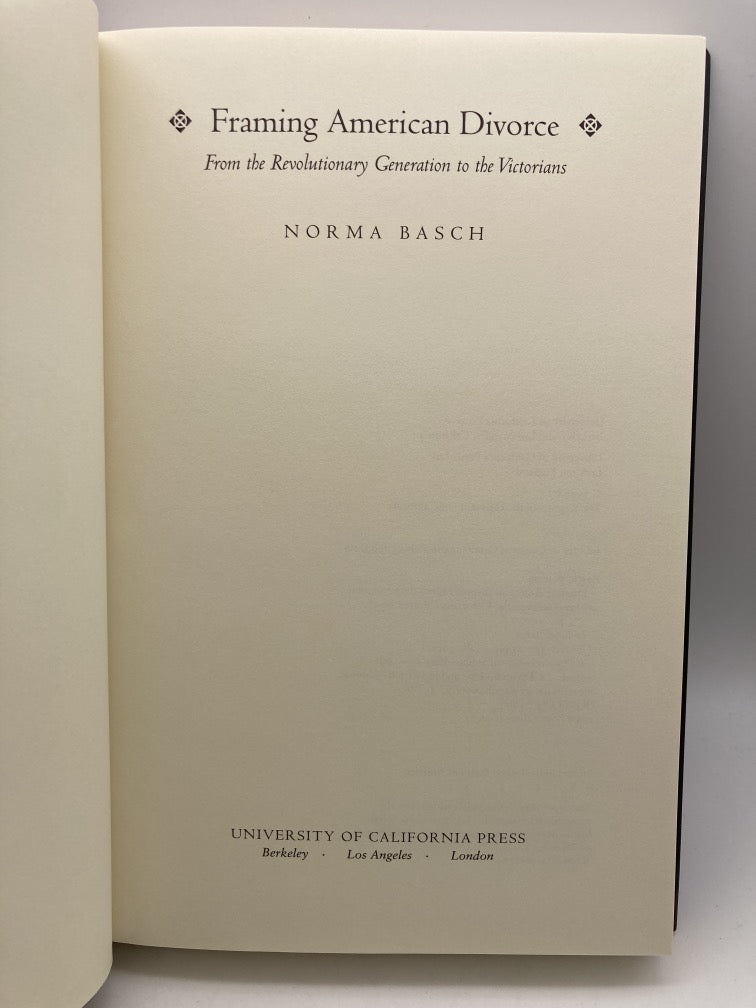 Framing American Divorce
From the Revolutionary Generation to the Victorians
NORMA BASCH
UNIVERSITY OF CALIFORNIA PRESS
Berkeley · Los Angeles · London